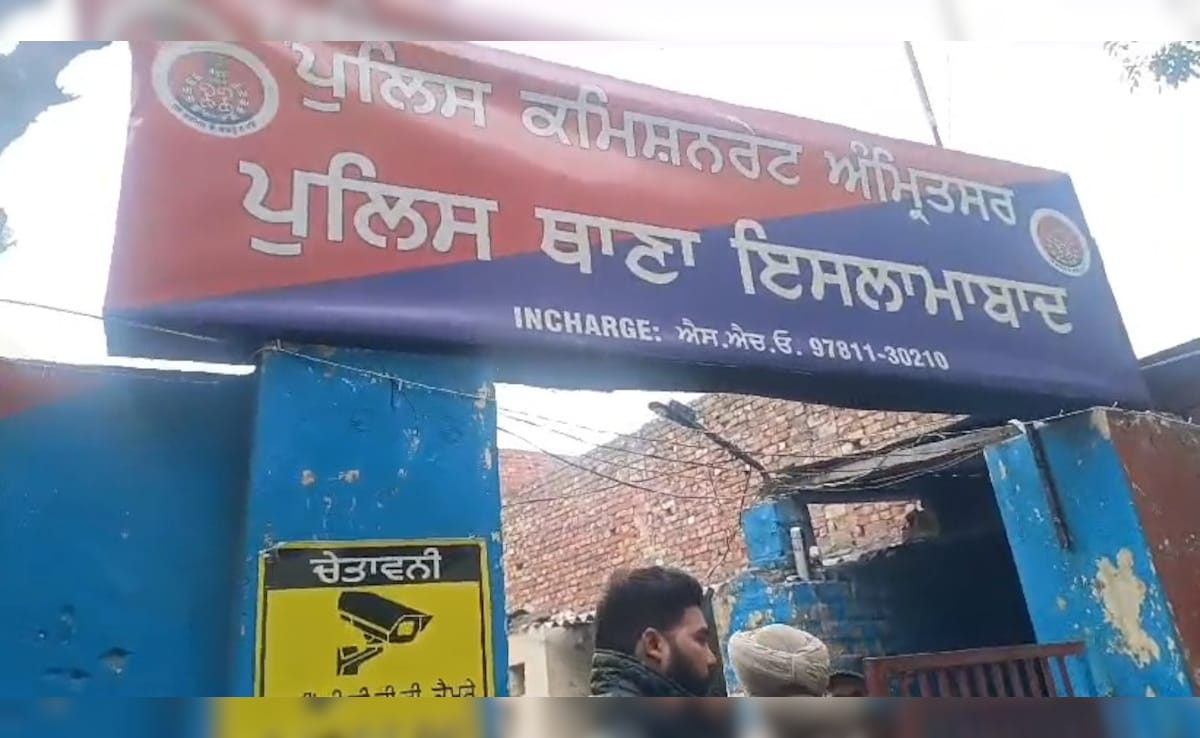 ਪੁਲਿਸ ਕਮਿਸ਼ਨਰੇਟ ਅੰਮ੍ਰਿਤਸਰ
ਪੁਲਿਸ ਥਾਣਾ ਇਸਲਾਮਾਬਾਦ
INCHARGE: ਐਸ.ਐਚ.ਓ. 97811-30210
ਚੇਤਾਵਨੀ